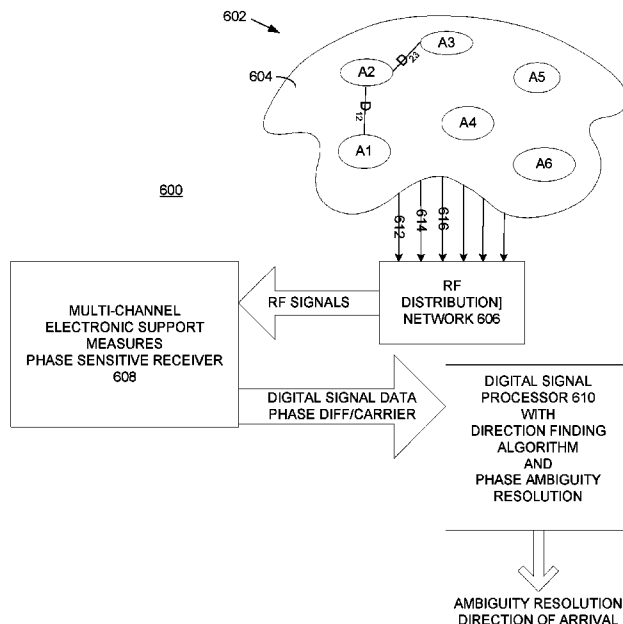 602
A3
604
A2
D23
A5
D12
A4
A1
A6
600
612
614
616
RF
DISTRIBUTION]
NETWORK 606
RF SIGNALS
MULTI-CHANNEL
ELECTRONIC SUPPORT
MEASURES
PHASE SENSITIVE RECEIVER
608
DIGITAL SIGNAL DATA
PHASE DIFF/CARRIER
DIGITAL SIGNAL
PROCESSOR 610
WITH
DIRECTION FINDING
ALGORITHM
AND
PHASE AMBIGUITY
RESOLUTION
AMBIGUITY RESOLUTION
DIRECTION OF ARRIVAL